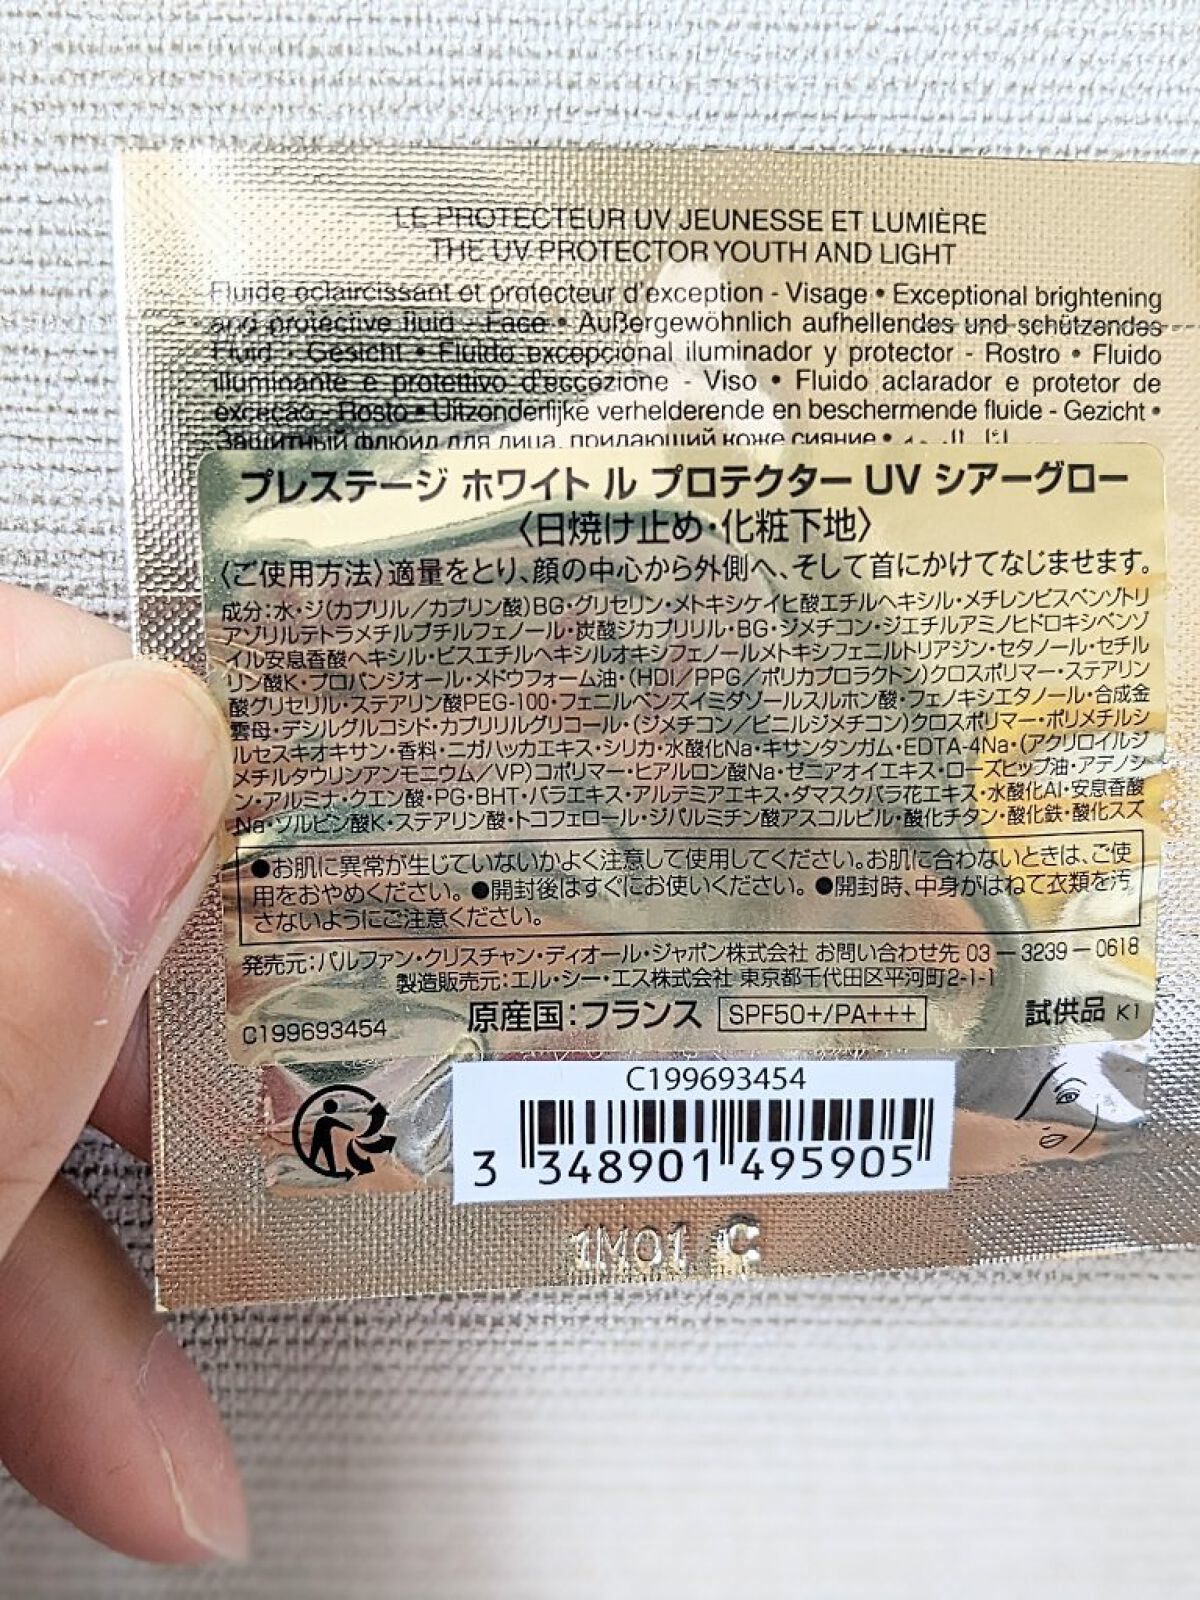 LE PROTECTEUR UV JEUNESSE ET LUMIÈRE
THE UV PROTECTOR YOUTH AND LIGHT
Fluide éclaircissant et protecteur d'exception - Visage • Exceptional brightening
and protective fluid - Face • Außergewöhnlich aufhellendes und schützendes
Fluid - Gesicht • Fluido excepcional iluminador y protector - Rostro • Fluido
illuminante e protettivo d'eccezione - Viso • Fluido aclarador e protetor de
exceção - Rosto • Uitzonderlijke verhelderende en beschermende fluide - Gezicht •
Защитный флюид для лица, придающий коже сияние •
プレステージ ホワイト ル プロテクター UV シアーグロー
〈日焼け止め・化粧下地〉
〈ご使用方法〉適量をとり、顔の中心から外側へ、そして首にかけてなじませます。
成分：水・ジ(カプリル／カプリン酸)BG・グリセリン・メトキシケイヒ酸エチルヘキシル・メチレンビスベンゾトリ
アゾリルテトラメチルブチルフェノール・炭酸ジカプリリル・BG・ジメチコン・ジエチルアミノヒドロキシベンゾ
イル安息香酸ヘキシル・ビスエチルヘキシルオキシフェノールメトキシフェニルトリアジン・セタノール・セチル
リン酸K・プロパンジオール・メドウフォーム油・(HDI／PPG／ポリカプロラクトン)クロスポリマー・ステアリン
酸グリセリル・ステアリン酸PEG-100・フェニルベンズイミダゾールスルホン酸・フェノキシエタノール・合成金
雲母・デシルグルコシド・カプリリルグリコール・(ジメチコン／ビニルジメチコン)クロスポリマー・ポリメチルシ
ルセスキオキサン・香料・ニガハッカエキス・シリカ・水酸化Na・キサンタンガム・EDTA-4Na・(アクリロイルジ
メチルタウリンアンモニウム／VP)コポリマー・ヒアルロン酸Na・ゼニアオイエキス・ローズヒップ油・アデノシ
ン・アルミナ・クエン酸・PG・BHT・バラエキス・アルテミアエキス・ダマスクバラ花エキス・水酸化Al・安息香酸
Na・ソルビン酸K・ステアリン酸・トコフェロール・ジパルミチン酸アスコルビル・酸化チタン・酸化鉄・酸化スズ
●お肌に異常が生じていないかよく注意して使用してください。お肌に合わないときは、ご使
用をおやめください。●開封後はすぐにお使いください。●開封時、中身がはねて衣類を汚
さないようにご注意ください。
発売元：パルファン・クリスチャン・ディオール・ジャポン株式会社 お問い合わせ先 03－3239－0618
製造販売元：エル・シー・エス株式会社 東京都千代田区平河町2-1-1
C199693454 原産国：フランス SPF50+/PA+++ 試供品 K1
C199693454
3 348901 495905
1M01 C